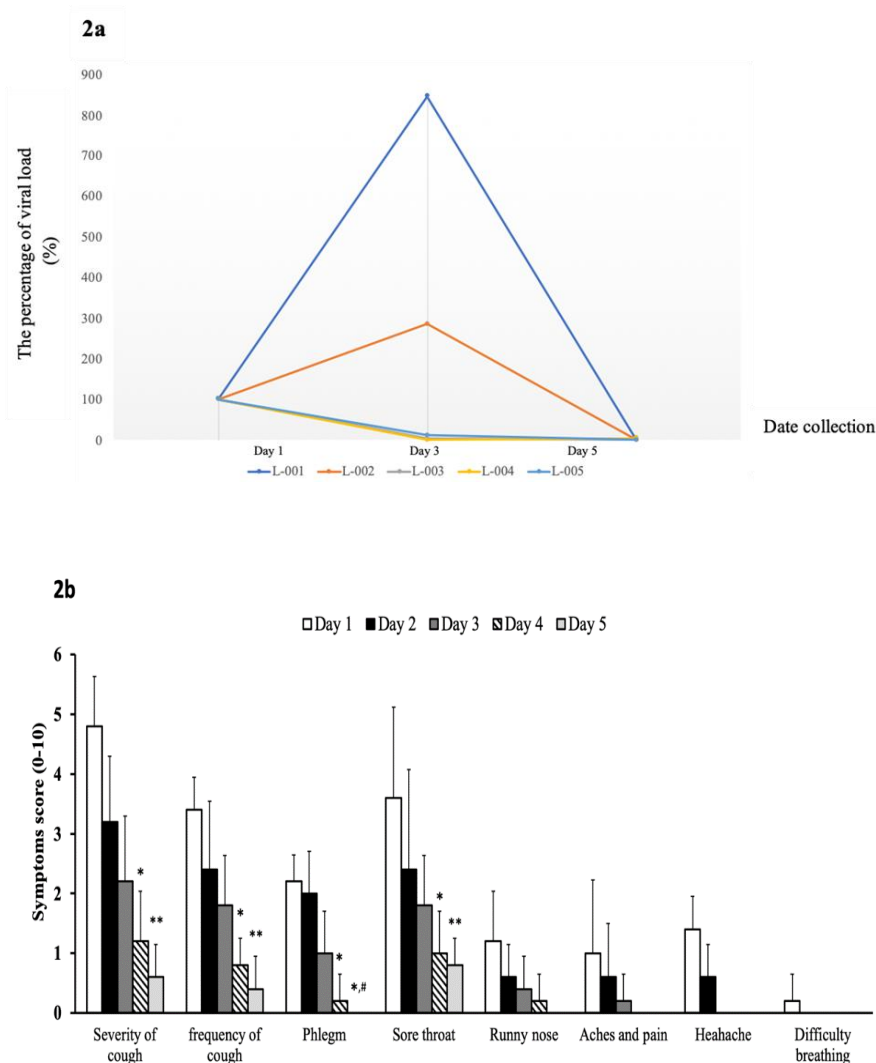 2a
The percentage of viral load
(%)
900
800
700
600
500
400
300
200
100
0
Day 1 Day 3 Day 5
Date collection
L-001 L-002 L-003 L-004 L-005
2b
Day 1 Day 2 Day 3 Day 4 Day 5
Symptoms score (0-10)
6
5
4
3
2
1
0
* ** * ** * *,# * **
Severity of cough
frequency of cough
Phlegm
Sore throat
Runny nose
Aches and pain
Heahache
Difficulty breathing